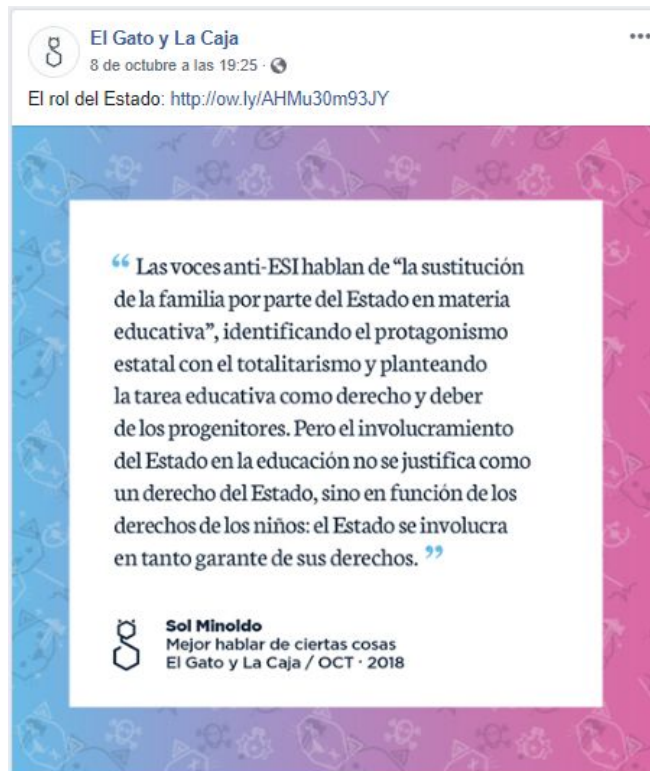 El Gato y La Caja
8 de octubre a las 19:25 ·
El rol del Estado: http://ow.ly/AHMu30m93JY
“ Las voces anti-ESI hablan de “la sustitución
de la familia por parte del Estado en materia
educativa”, identificando el protagonismo
estatal con el totalitarismo y planteando
la tarea educativa como derecho y deber
de los progenitores. Pero el involucramiento
del Estado en la educación no se justifica como
un derecho del Estado, sino en función de los
derechos de los niños: el Estado se involucra
en tanto garante de sus derechos. ”
Sol Minoldo
Mejor hablar de ciertas cosas
El Gato y La Caja / OCT · 2018